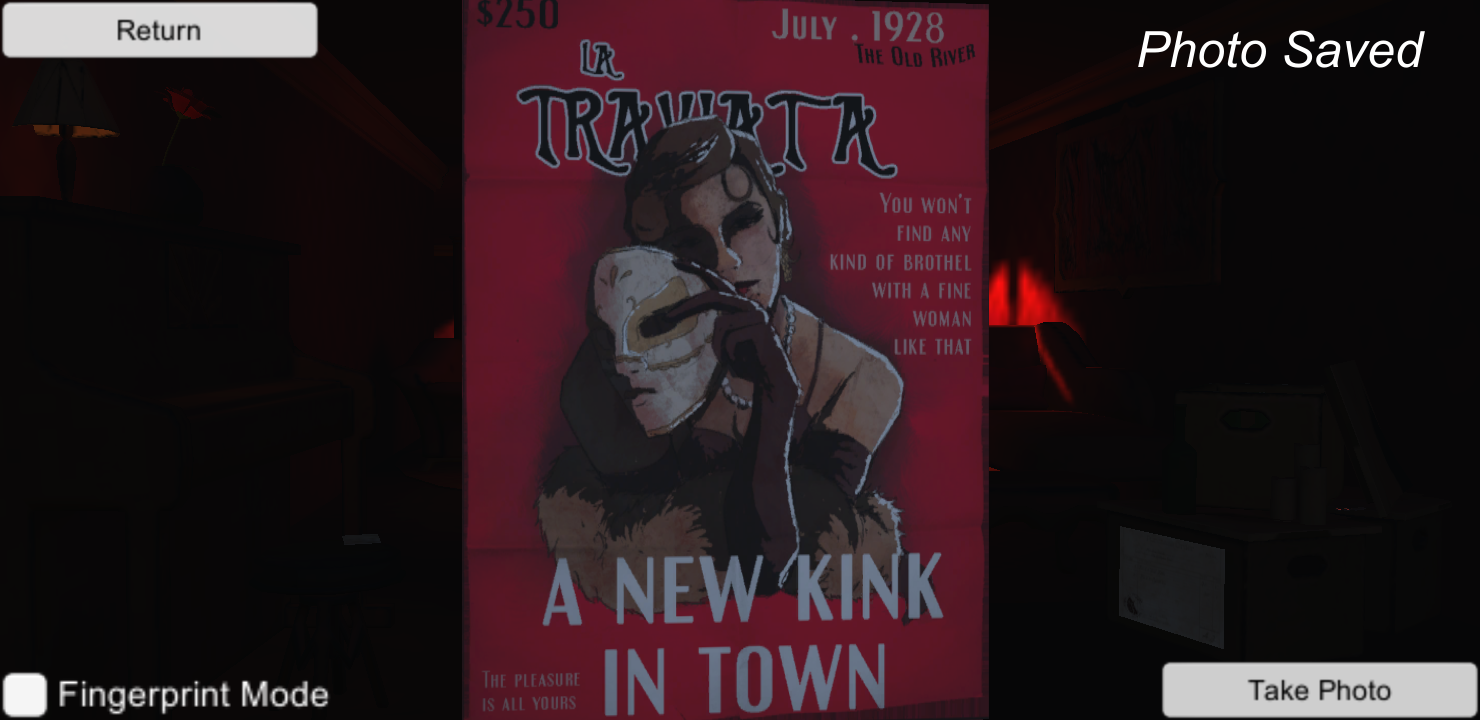 Return
Photo Saved
$250
July . 1928
The Old River
La
Traviata
You won't
find any
kind of brothel
with a fine
woman
like that
A New Kink
in Town
The pleasure
is all yours
Fingerprint Mode
Take Photo